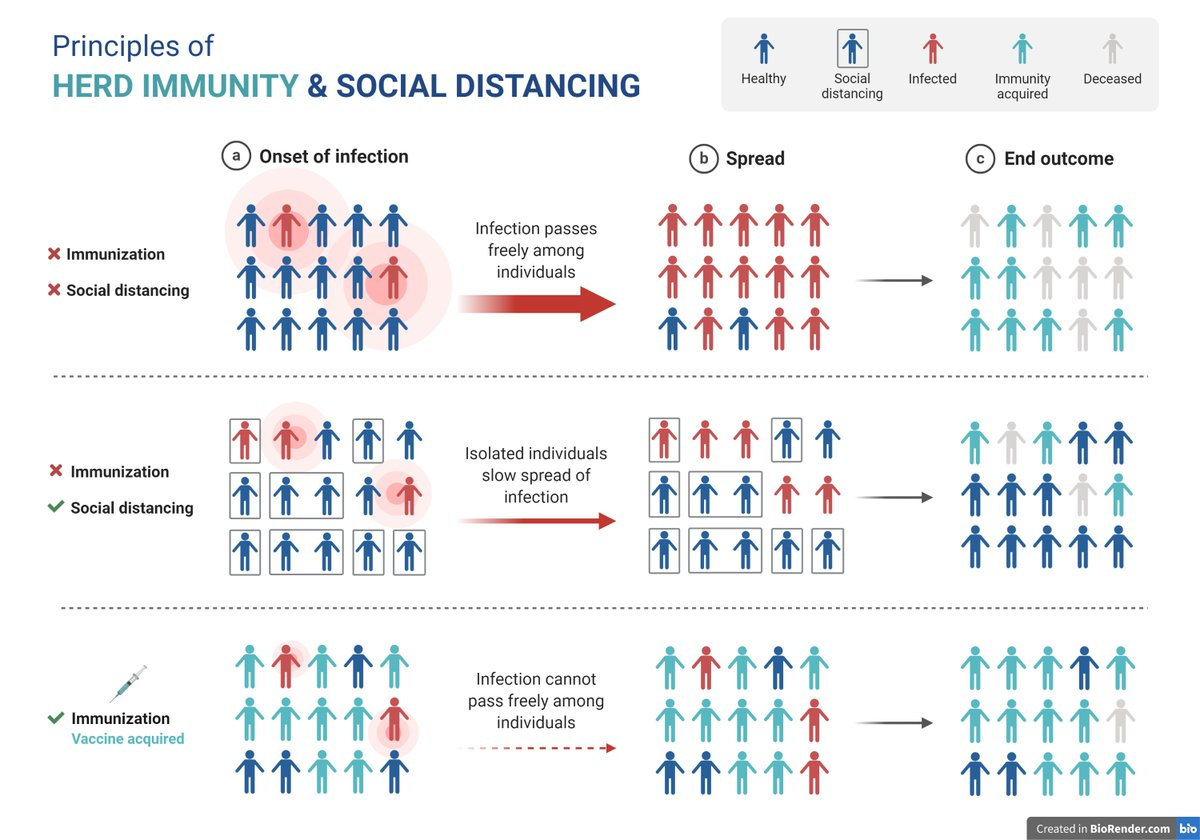 Principles of
HERD IMMUNITY & SOCIAL DISTANCING
Healthy
Social
distancing
Infected
Immunity
acquired
Deceased
a Onset of infection
b Spread
c End outcome
Immunization
Social distancing
Infection passes
freely among
individuals
Immunization
Social distancing
Isolated individuals
slow spread of
infection
Immunization
Vaccine acquired
Infection cannot
pass freely among
individuals
Created in BioRender.com bio